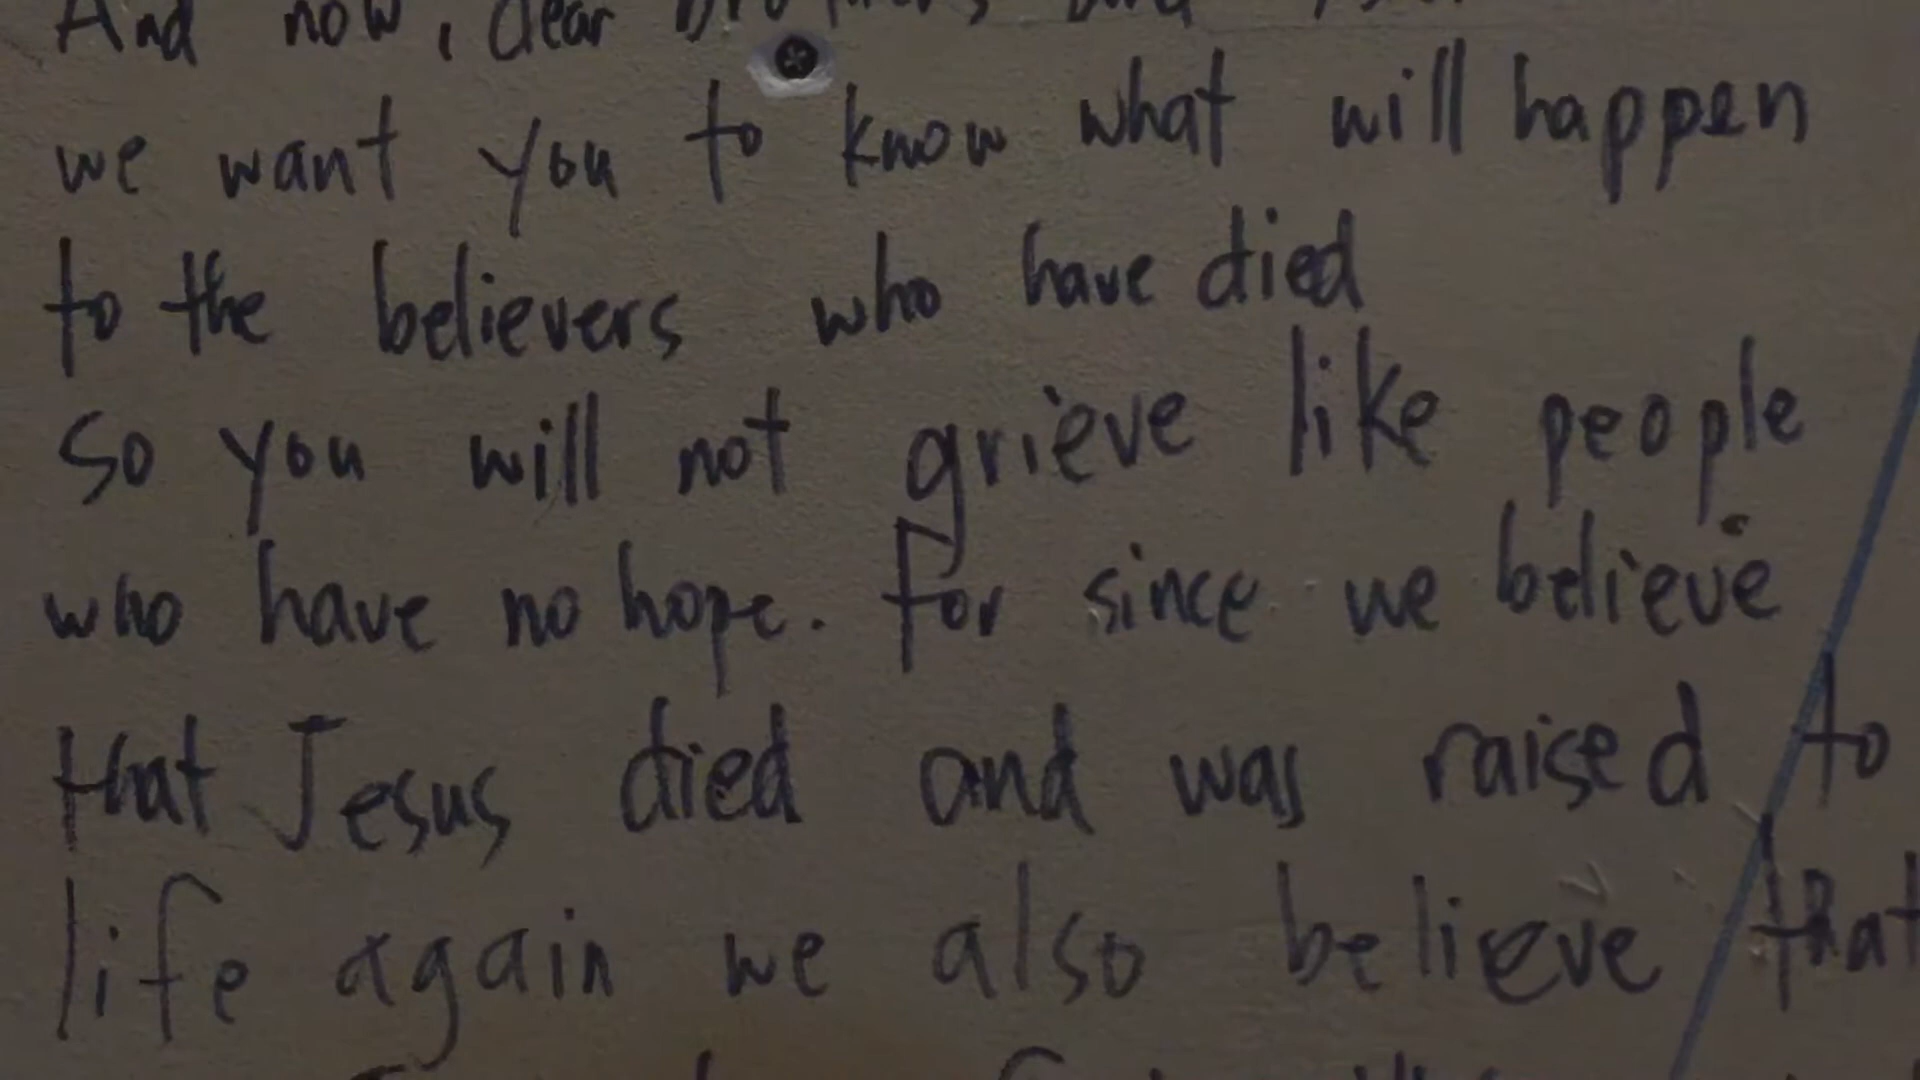 And now, dear brothers and
we want you to know what will happen
to the believers who have died
So you will not grieve like people
who have no hope. For since we believe
that Jesus died and was raised to
life again we also believe that